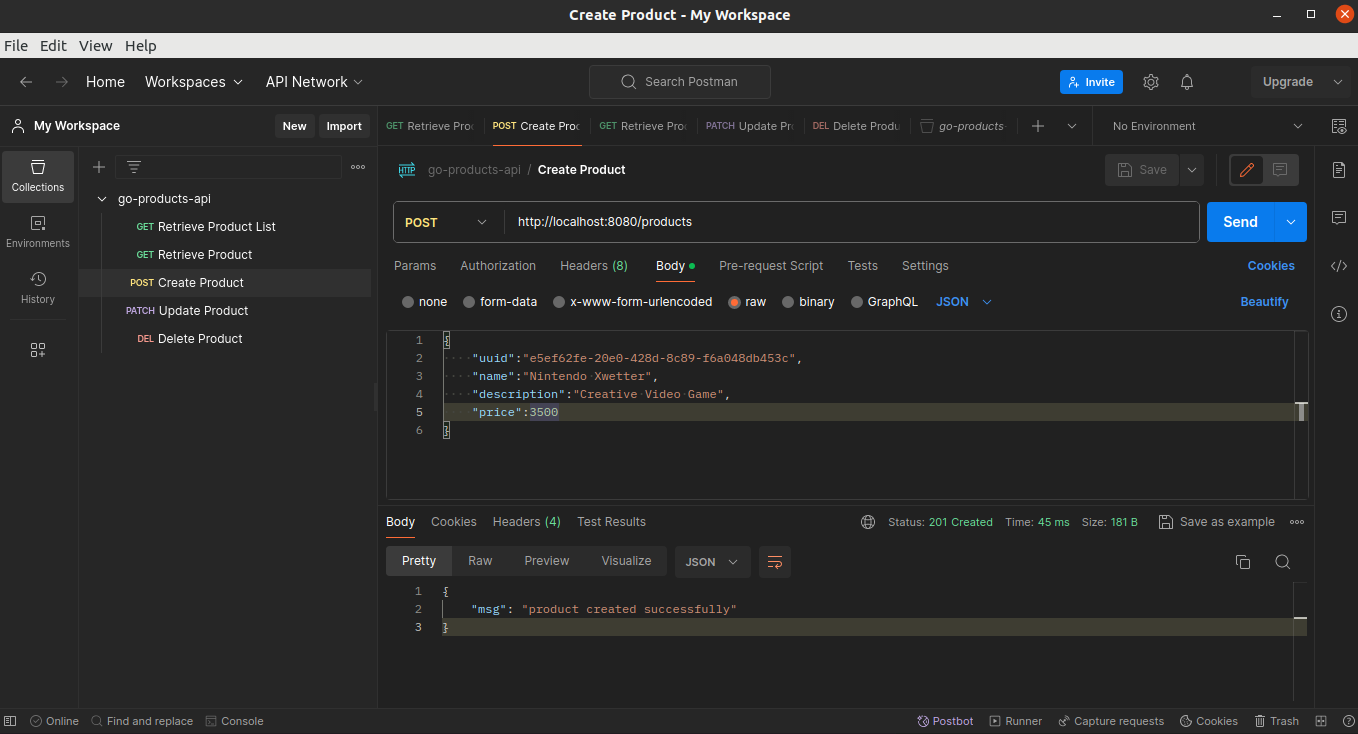 Create Product - My Workspace
File Edit View Help
Home Workspaces API Network Search Postman Invite Upgrade
My Workspace New Import
GET Retrieve Pro POST Create Proc GET Retrieve Pro PATCH Update Pr DEL Delete Produ go-products No Environment
Collections
Environments
History
go-products-api
GET Retrieve Product List
GET Retrieve Product
POST Create Product
PATCH Update Product
DEL Delete Product
HTTP go-products-api / Create Product Save
POST http://localhost:8080/products Send
Params Authorization Headers (8) Body Pre-request Script Tests Settings Cookies
none form-data x-www-form-urlencoded raw binary GraphQL JSON Beautify
1 {
2 "uuid":"e5ef62fe-20e0-428d-8c89-f6a048db453c",
3 "name":"Nintendo Xwetter",
4 "description":"Creative Video Game",
5 "price":3500
6 }
Body Cookies Headers (4) Test Results Status: 201 Created Time: 45 ms Size: 181 B Save as example
Pretty Raw Preview Visualize JSON
1 {
2 "msg": "product created successfully"
3 }
Online Find and replace Console Postbot Runner Capture requests Cookies Trash